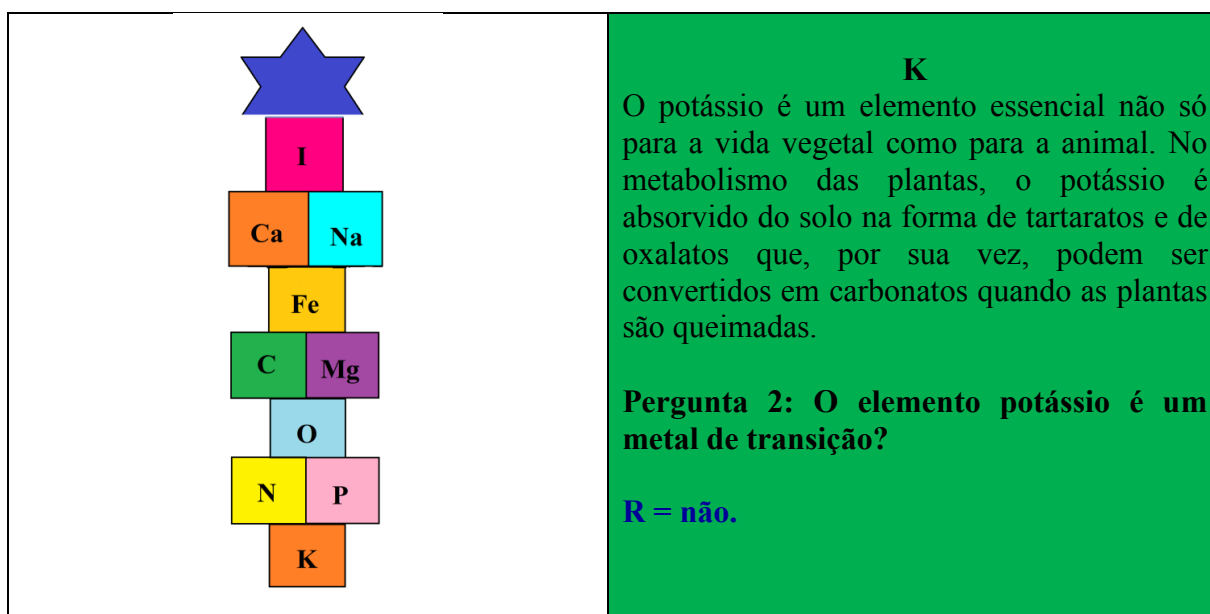 I
Ca Na
Fe
C Mg
O
N P
K
K
O potássio é um elemento essencial não só
para a vida vegetal como para a animal. No
metabolismo das plantas, o potássio é
absorvido do solo na forma de tartaratos e de
oxalatos que, por sua vez, podem ser
convertidos em carbonatos quando as plantas
são queimadas.
Pergunta 2: O elemento potássio é um
metal de transição?
R = não.